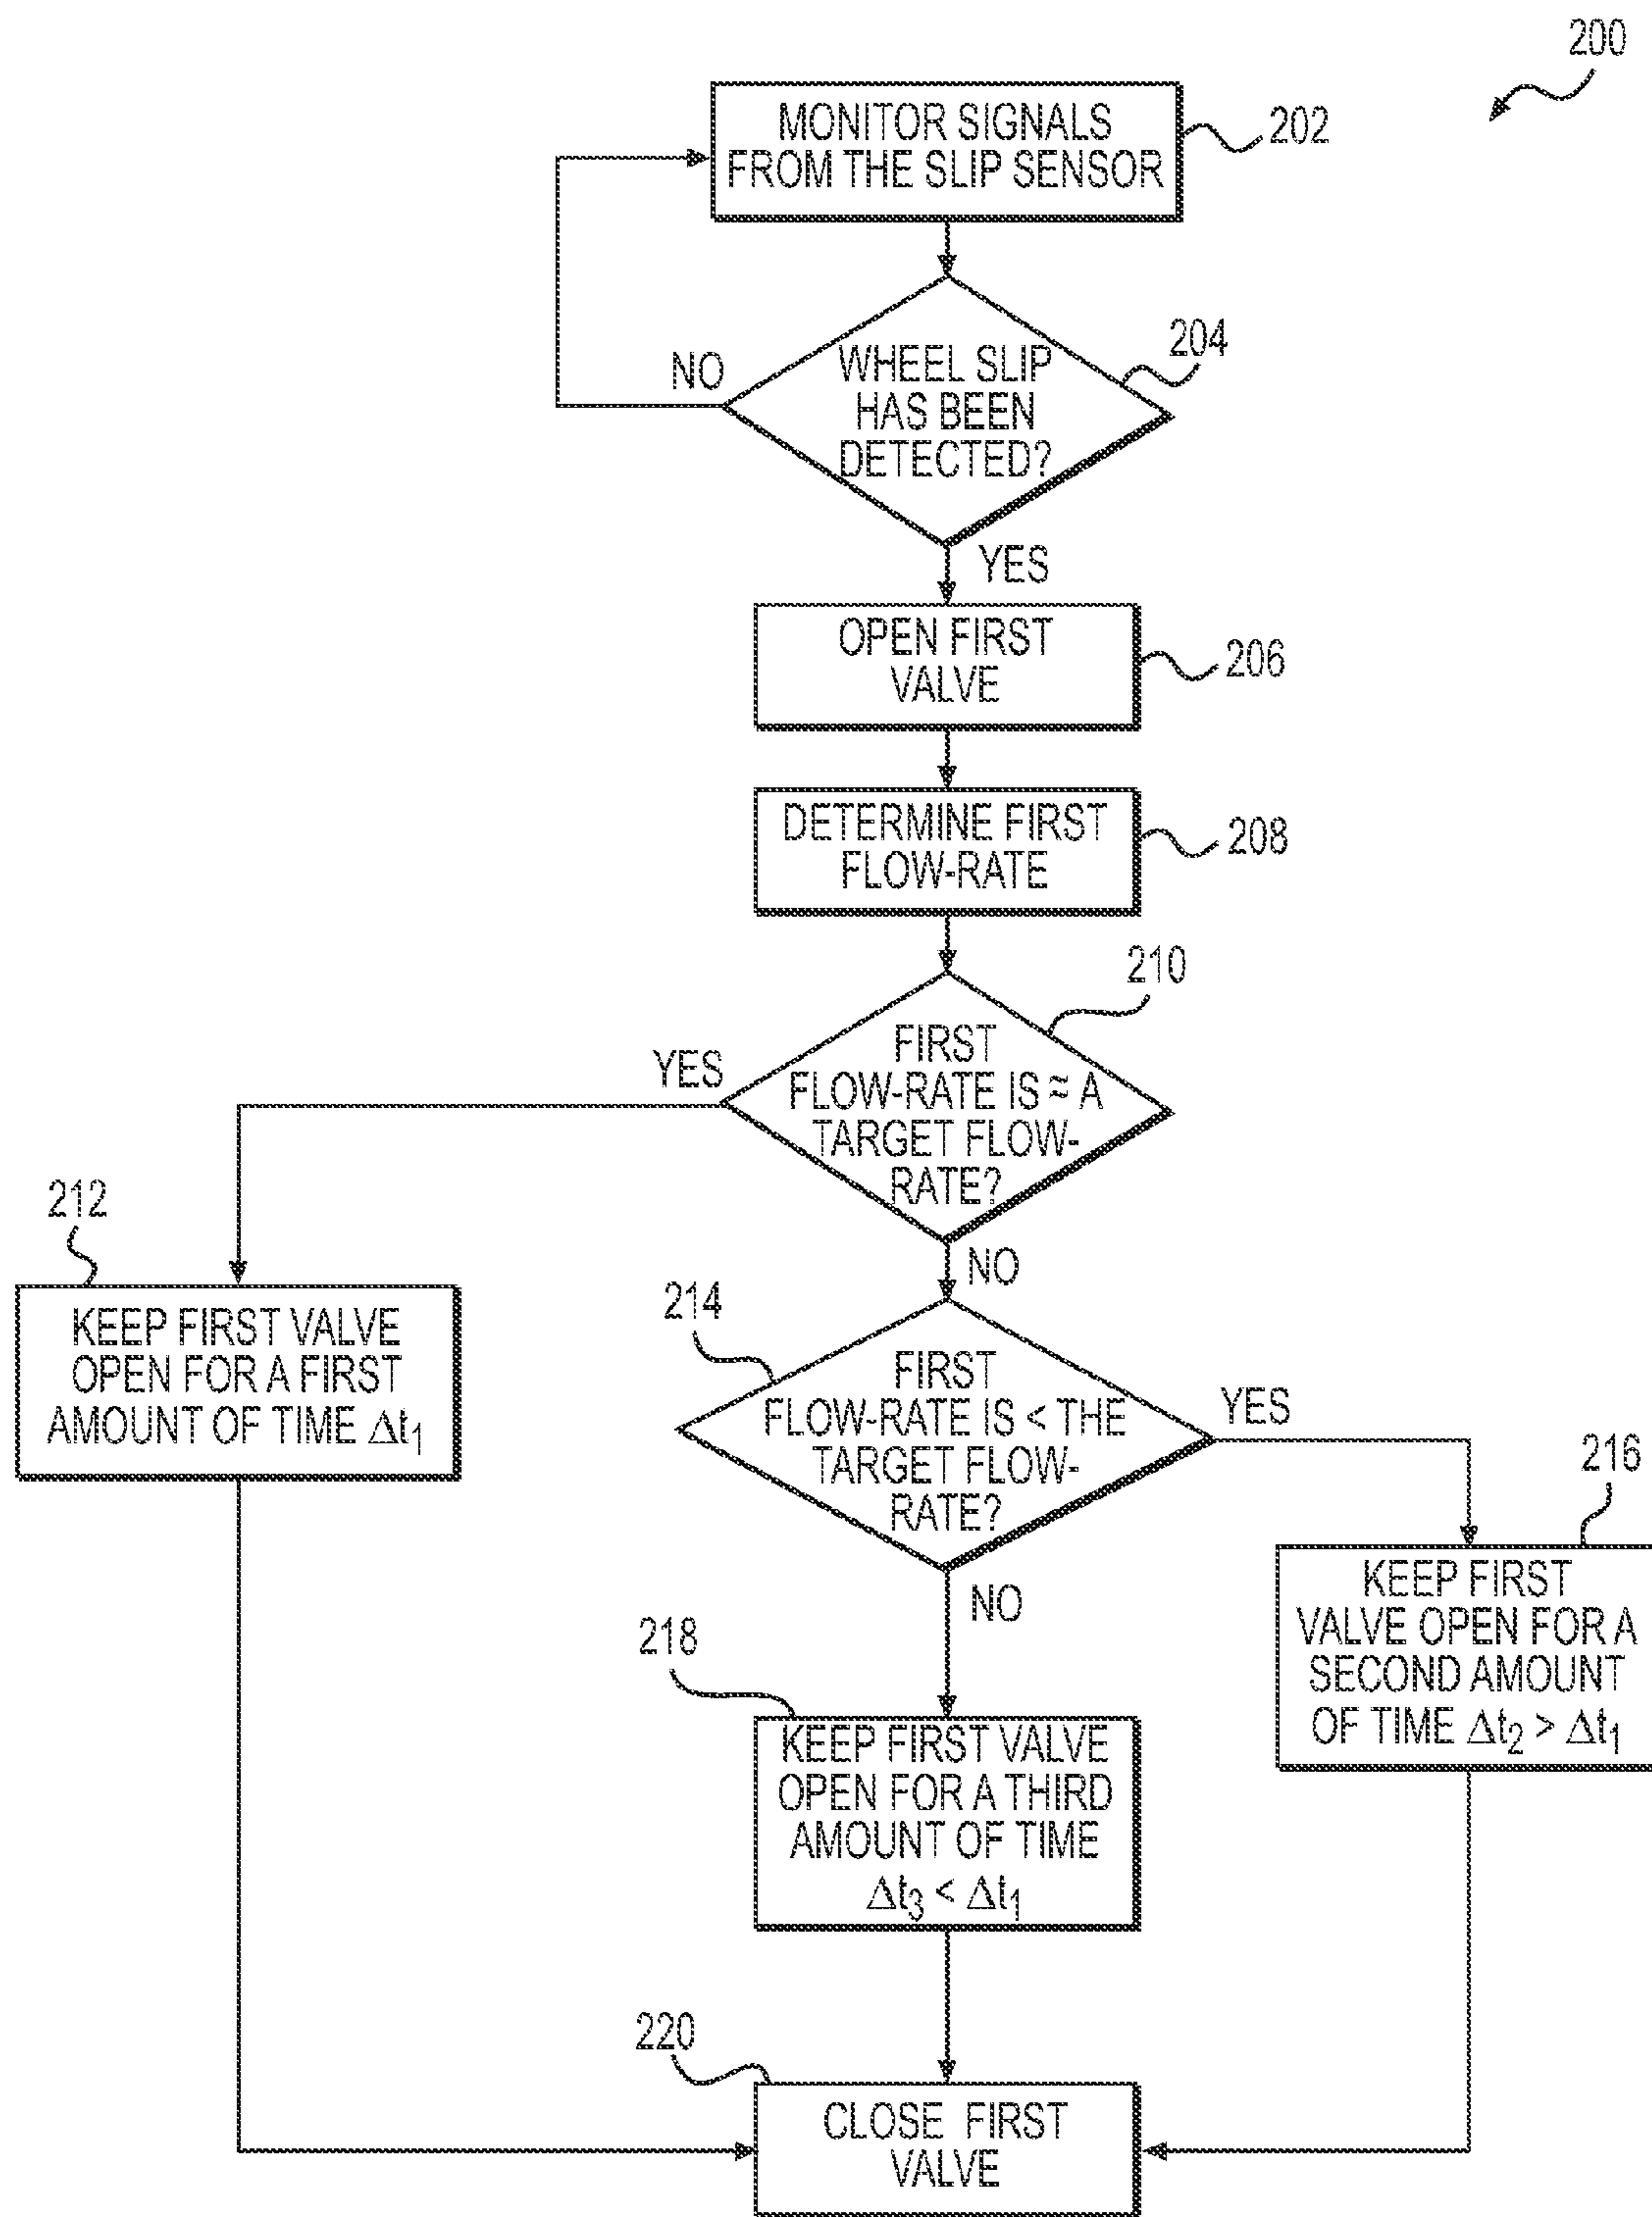 200
MONITOR SIGNALS
FROM THE SLIP SENSOR
202
WHEEL SLIP
HAS BEEN
DETECTED?
204
NO
YES
OPEN FIRST
VALVE
206
DETERMINE FIRST
FLOW-RATE
208
210
FIRST
FLOW-RATE IS ≈ A
TARGET FLOW-
RATE?
YES
NO
212
KEEP FIRST VALVE
OPEN FOR A FIRST
AMOUNT OF TIME Δt₁
214
FIRST
FLOW-RATE IS < THE
TARGET FLOW-
RATE?
YES
NO
216
KEEP FIRST
VALVE OPEN FOR A
SECOND AMOUNT
OF TIME Δt₂ > Δt₁
218
KEEP FIRST VALVE
OPEN FOR A THIRD
AMOUNT OF TIME
Δt₃ < Δt₁
220
CLOSE FIRST
VALVE